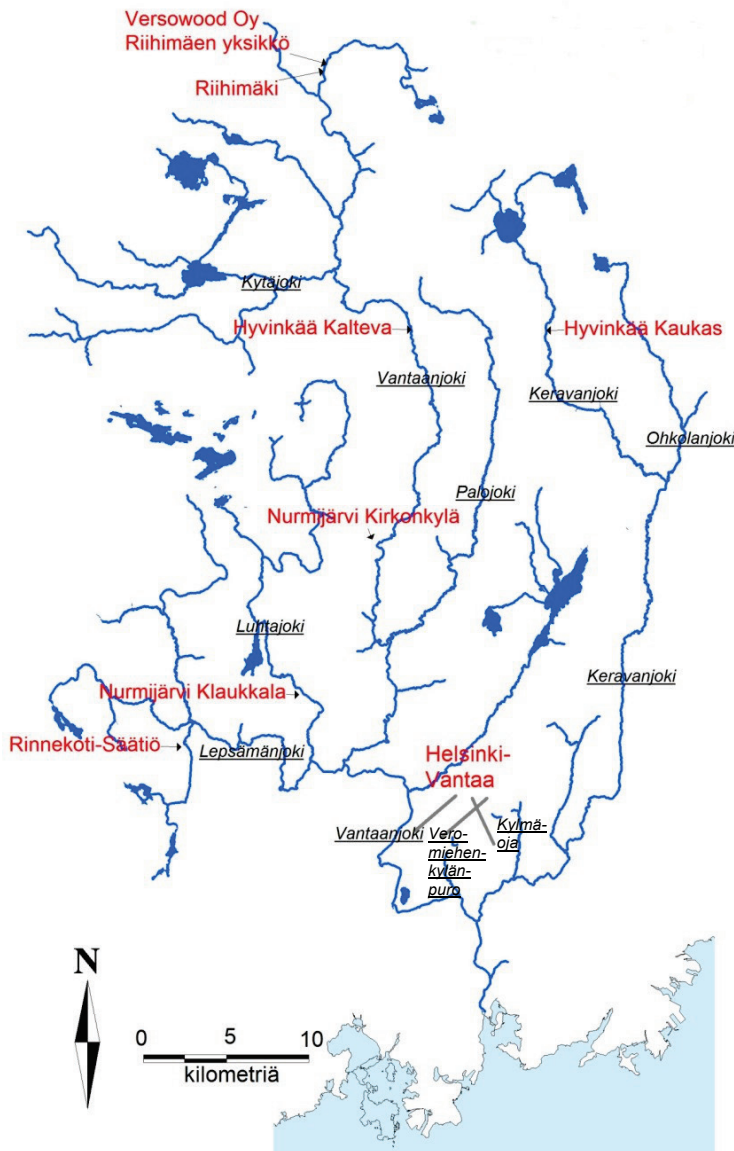 Versowood Oy
Riihimäen yksikkö
Riihimäki
Kytäjoki
Hyvinkää Kalteva
Hyvinkää Kaukas
Vantaanjoki
Keravanjoki
Ohkolanjoki
Palojoki
Nurmijärvi Kirkonkylä
Luhtajoki
Keravanjoki
Nurmijärvi Klaukkala
Rinnekoti-Säätiö
Lepsämänjoki
Helsinki-
Vantaa
Vantaanjoki
Vero-
miehen-
kylän-
puro
Kylmä-
oja
N
0 5 10
kilometriä